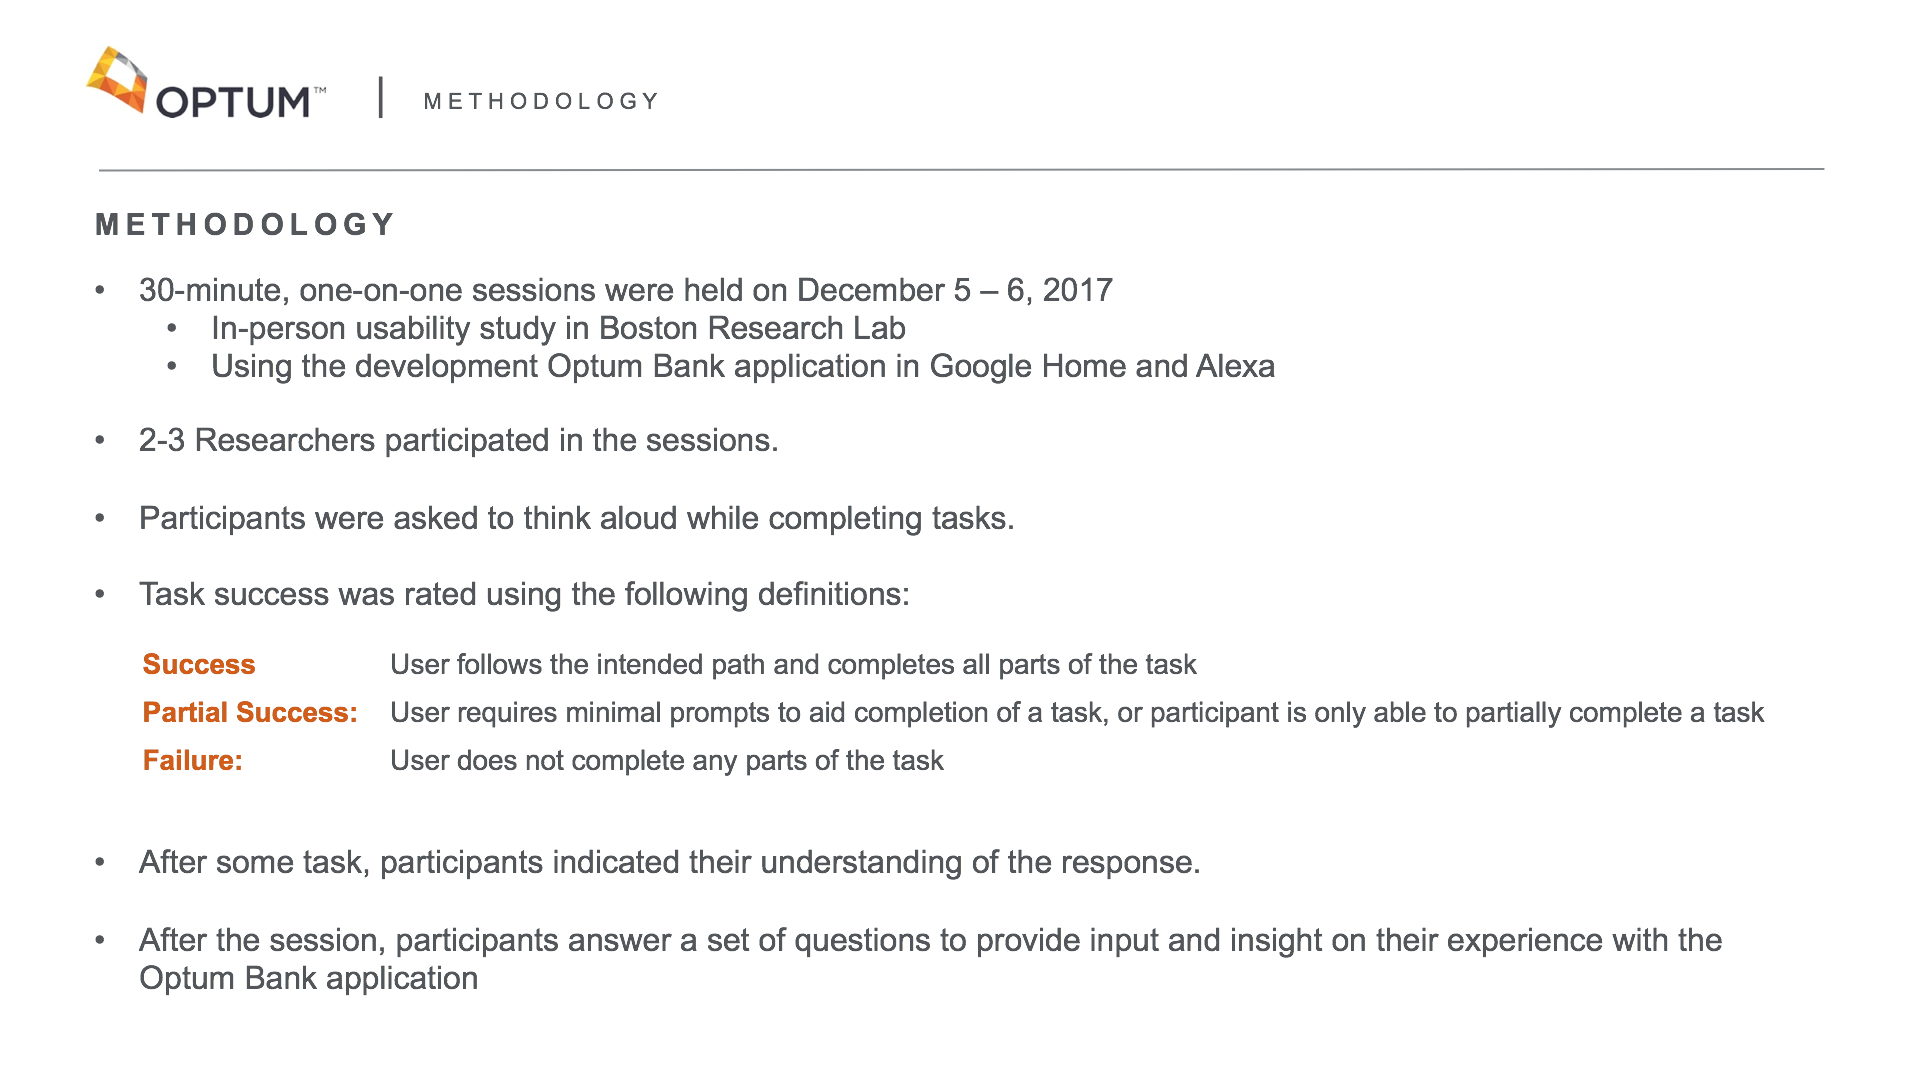 OPTUM™ | METHODOLOGY
METHODOLOGY
• 30-minute, one-on-one sessions were held on December 5 – 6, 2017
• In-person usability study in Boston Research Lab
• Using the development Optum Bank application in Google Home and Alexa
• 2-3 Researchers participated in the sessions.
• Participants were asked to think aloud while completing tasks.
• Task success was rated using the following definitions:
Success User follows the intended path and completes all parts of the task
Partial Success: User requires minimal prompts to aid completion of a task, or participant is only able to partially complete a task
Failure: User does not complete any parts of the task
• After some task, participants indicated their understanding of the response.
• After the session, participants answer a set of questions to provide input and insight on their experience with the
Optum Bank application